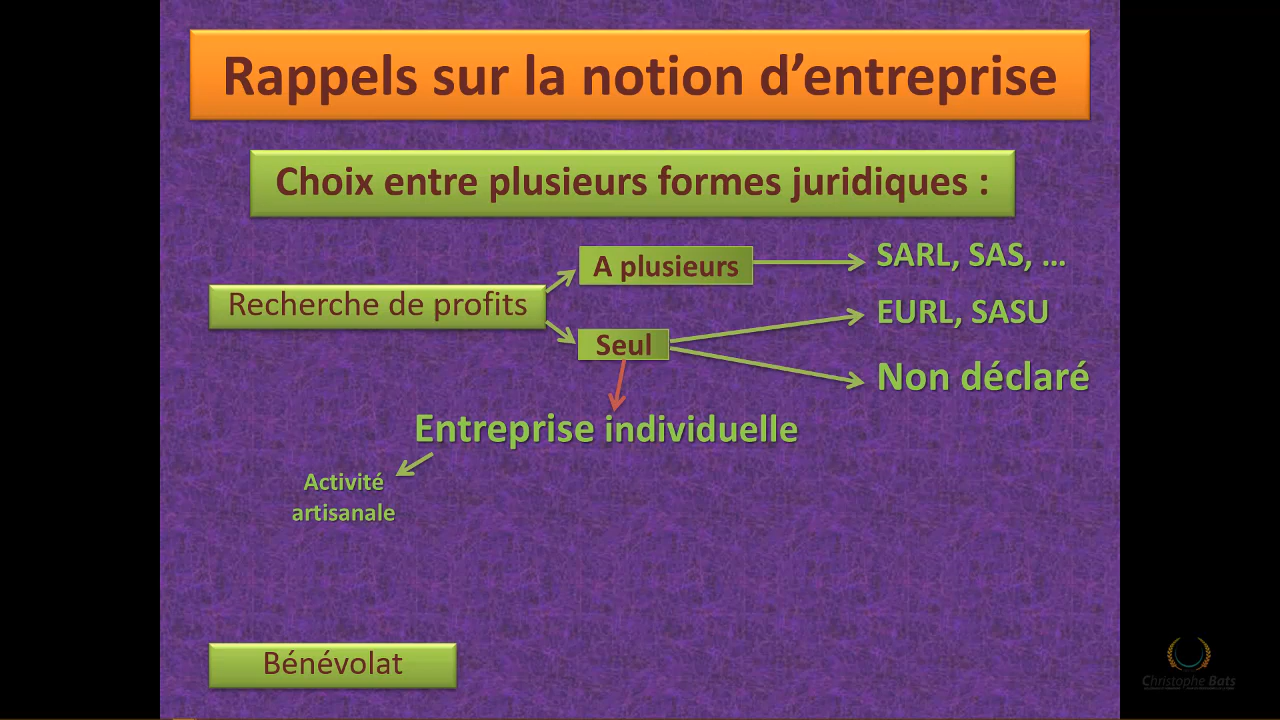 Rappels sur la notion d’entreprise
Choix entre plusieurs formes juridiques :
A plusieurs
SARL, SAS, ...
Recherche de profits
EURL, SASU
Seul
Non déclaré
Entreprise individuelle
Activité
artisanale
Bénévolat
Christophe Bats